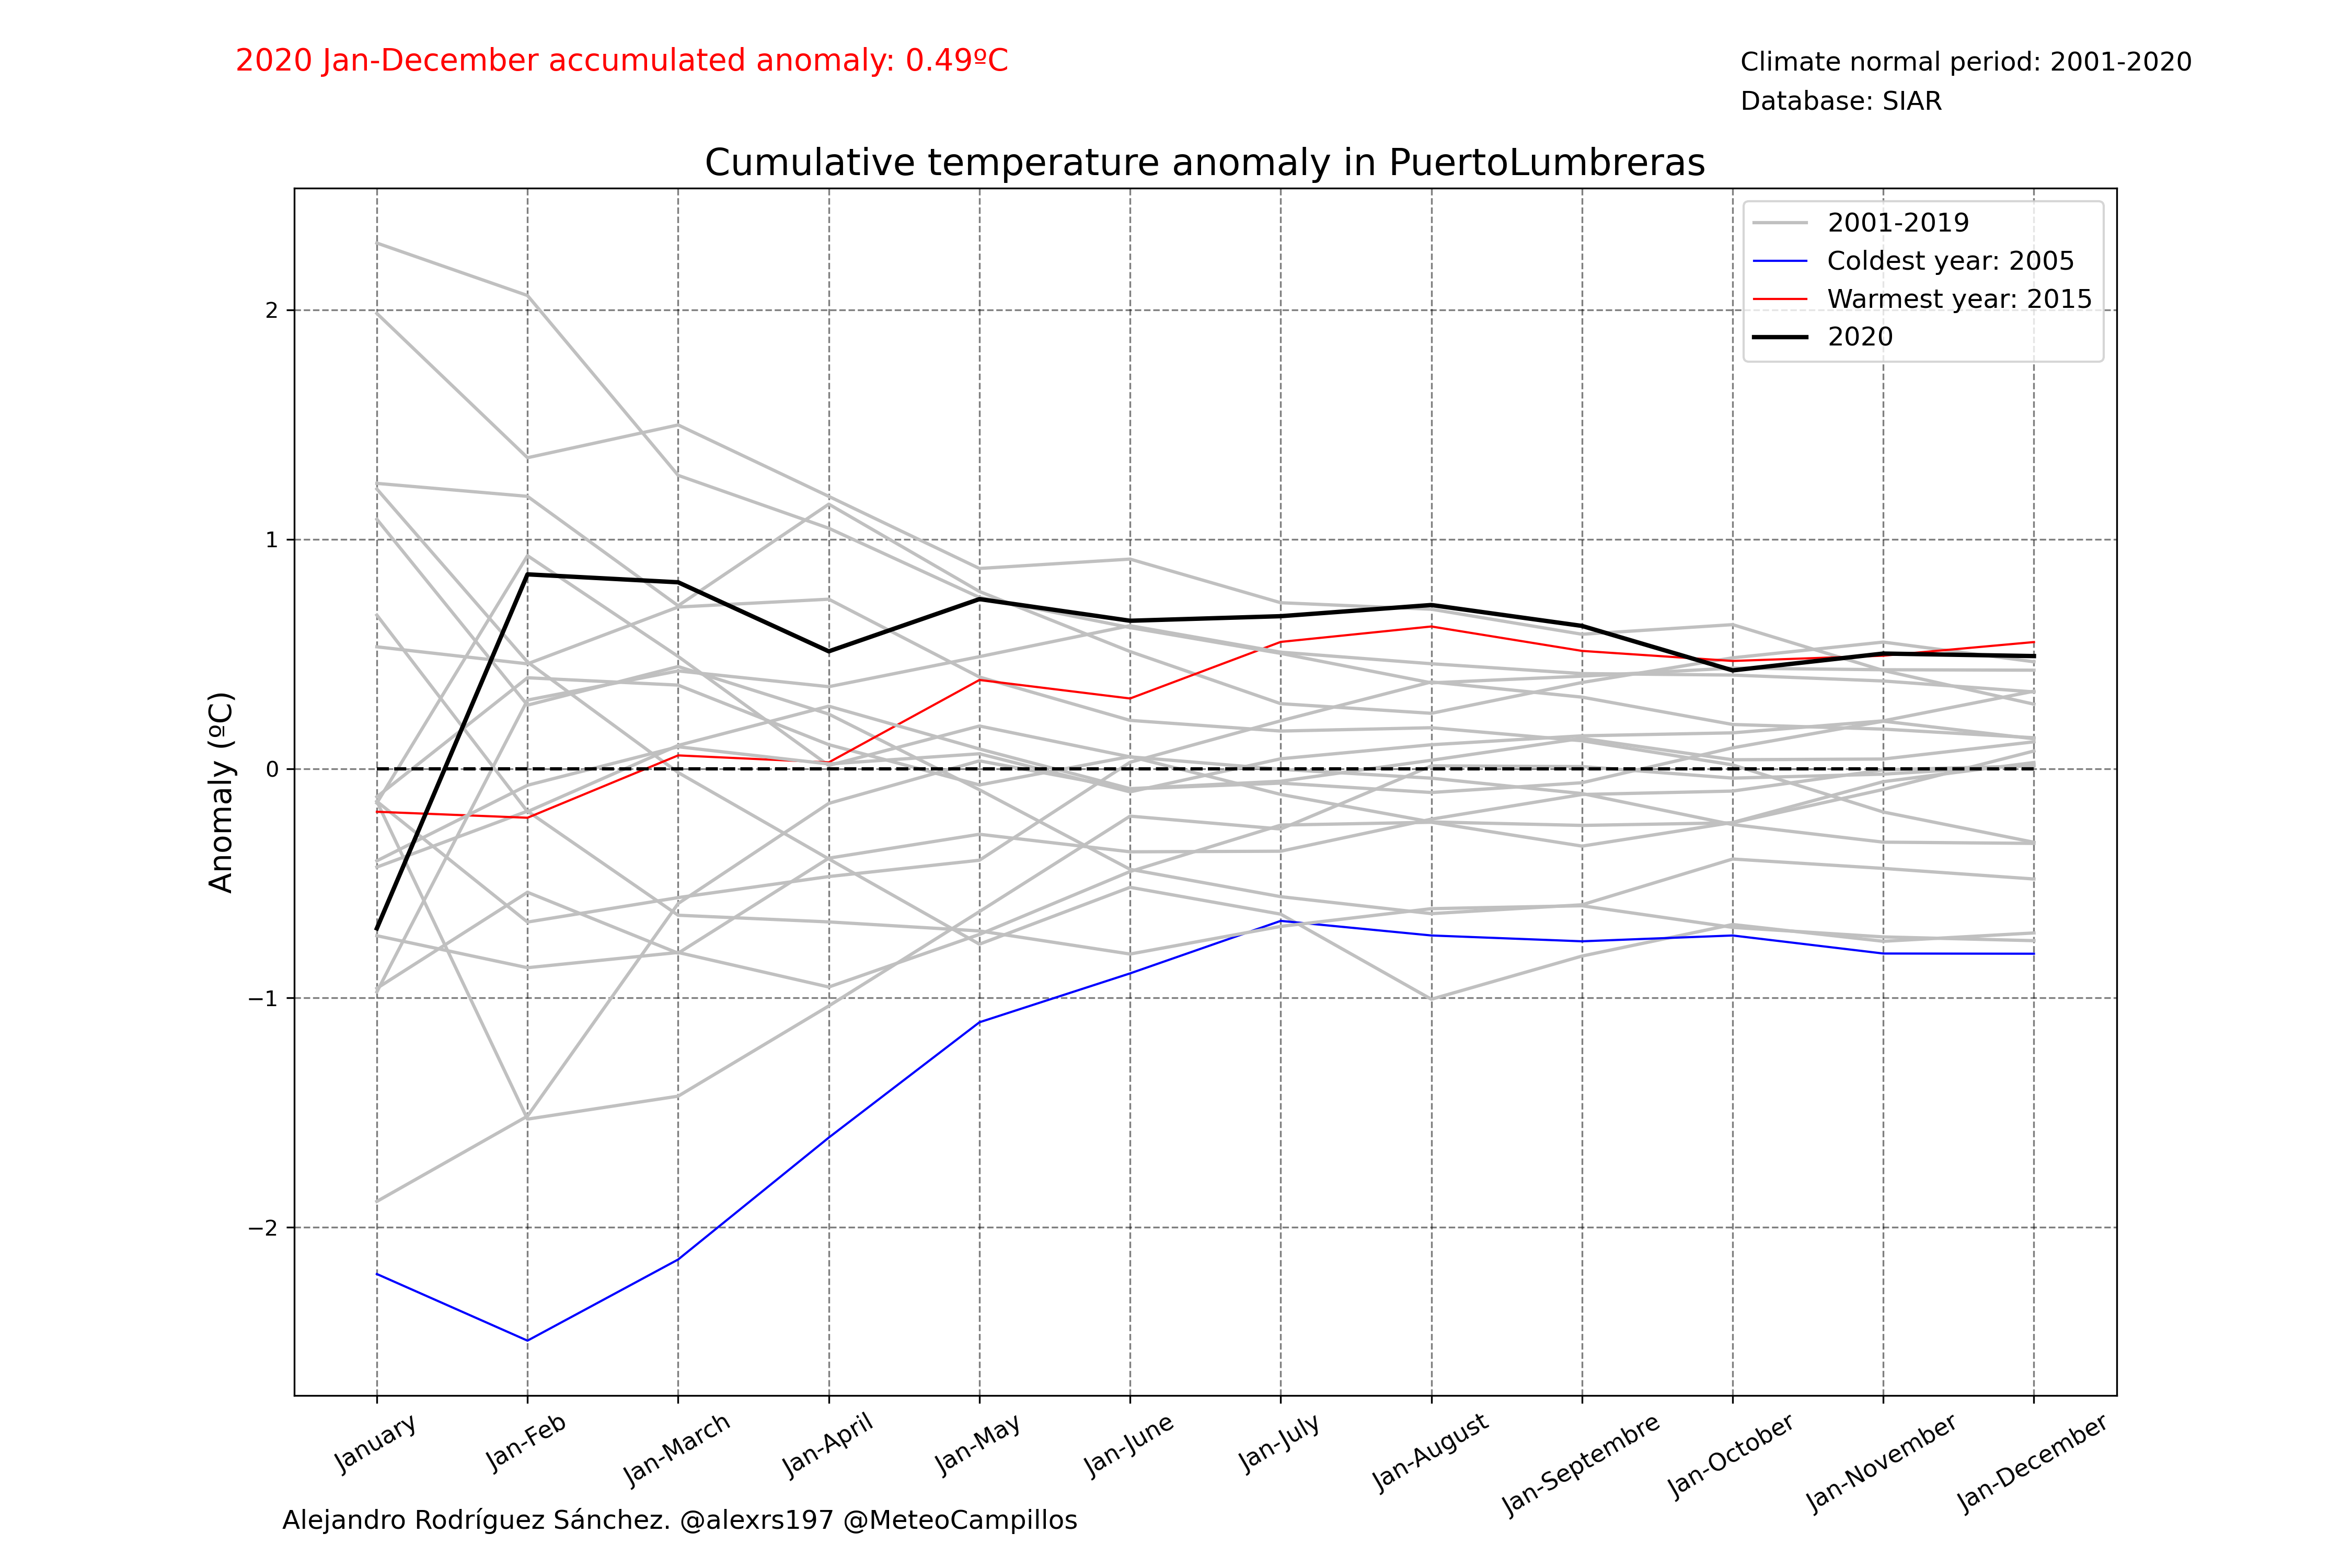 2020 Jan-December accumulated anomaly: 0.49ºC
Climate normal period: 2001-2020
Database: SIAR
Cumulative temperature anomaly in PuertoLumbreras
2001-2019
Coldest year: 2005
Warmest year: 2015
2020
Anomaly (ºC)
2
1
0
−1
−2
January
Jan-Feb
Jan-March
Jan-April
Jan-May
Jan-June
Jan-July
Jan-August
Jan-Septembre
Jan-October
Jan-November
Jan-December
Alejandro Rodríguez Sánchez. @alexrs197 @MeteoCampillos